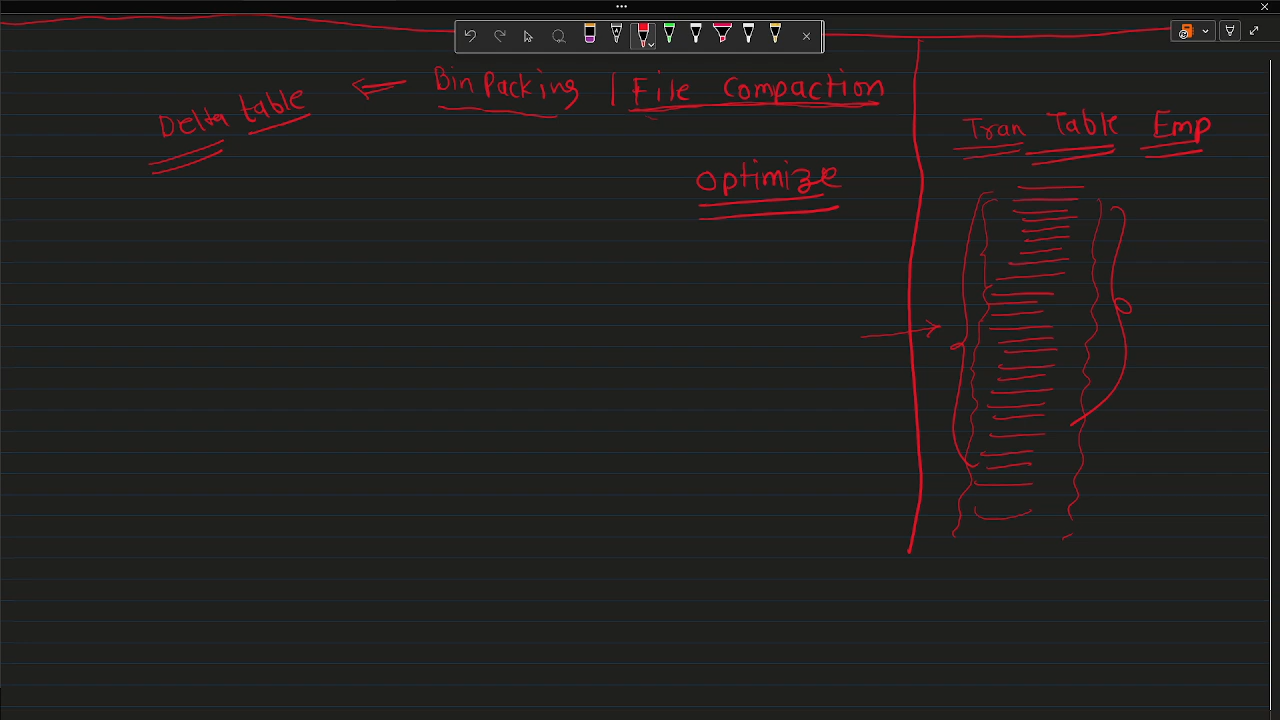 Bin Packing | File Compaction
Delta table
Optimize
Tran Table Emp